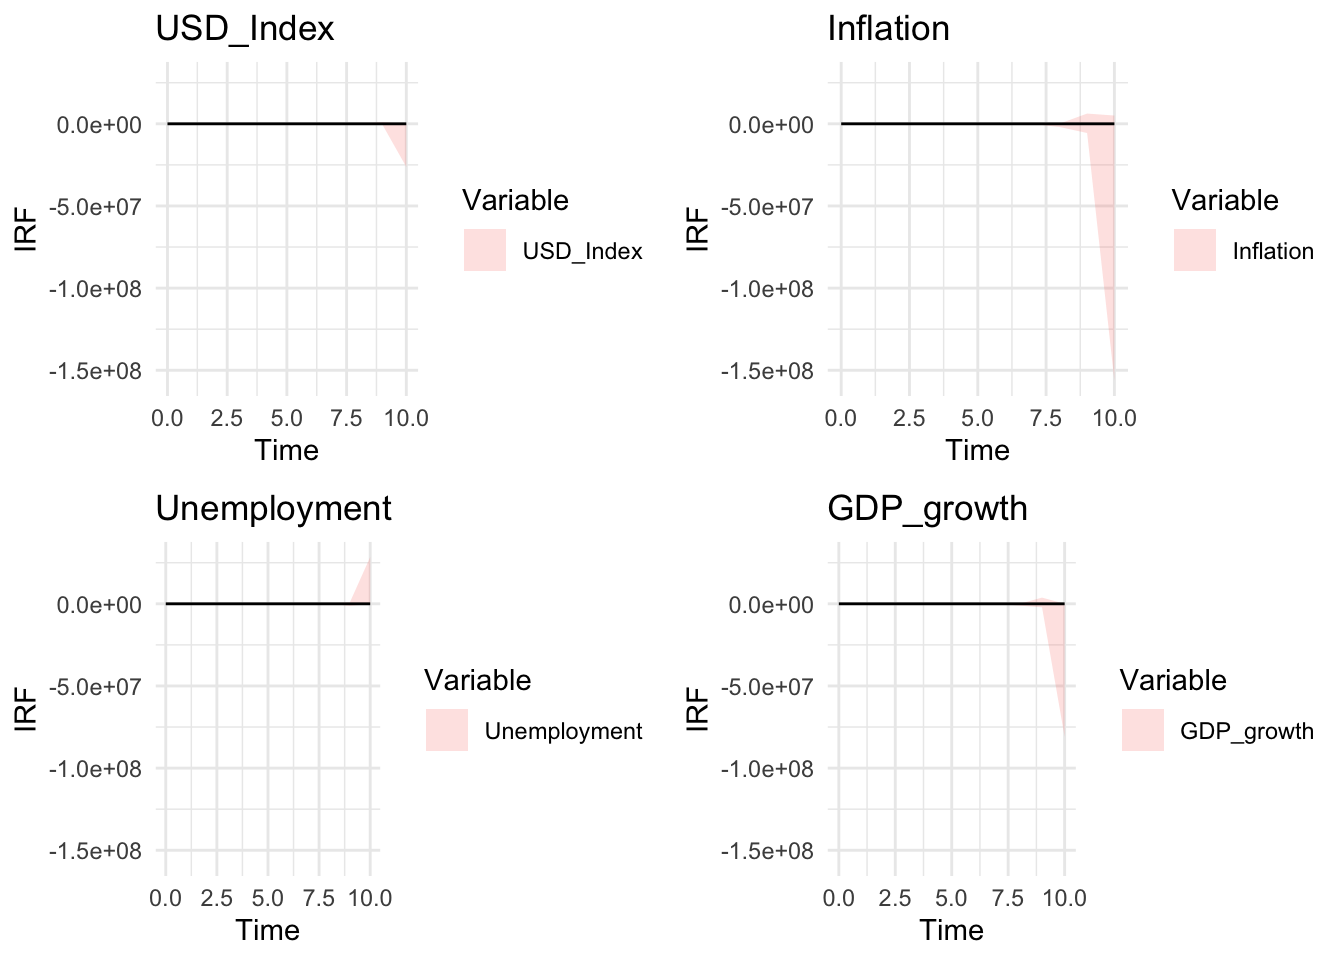 USD_Index
IRF
0.0e+00
-5.0e+07
-1.0e+08
-1.5e+08
0.0 2.5 5.0 7.5 10.0
Time
Variable
USD_Index
Inflation
IRF
0.0e+00
-5.0e+07
-1.0e+08
-1.5e+08
0.0 2.5 5.0 7.5 10.0
Time
Variable
Inflation
Unemployment
IRF
0.0e+00
-5.0e+07
-1.0e+08
-1.5e+08
0.0 2.5 5.0 7.5 10.0
Time
Variable
Unemployment
GDP_growth
IRF
0.0e+00
-5.0e+07
-1.0e+08
-1.5e+08
0.0 2.5 5.0 7.5 10.0
Time
Variable
GDP_growth